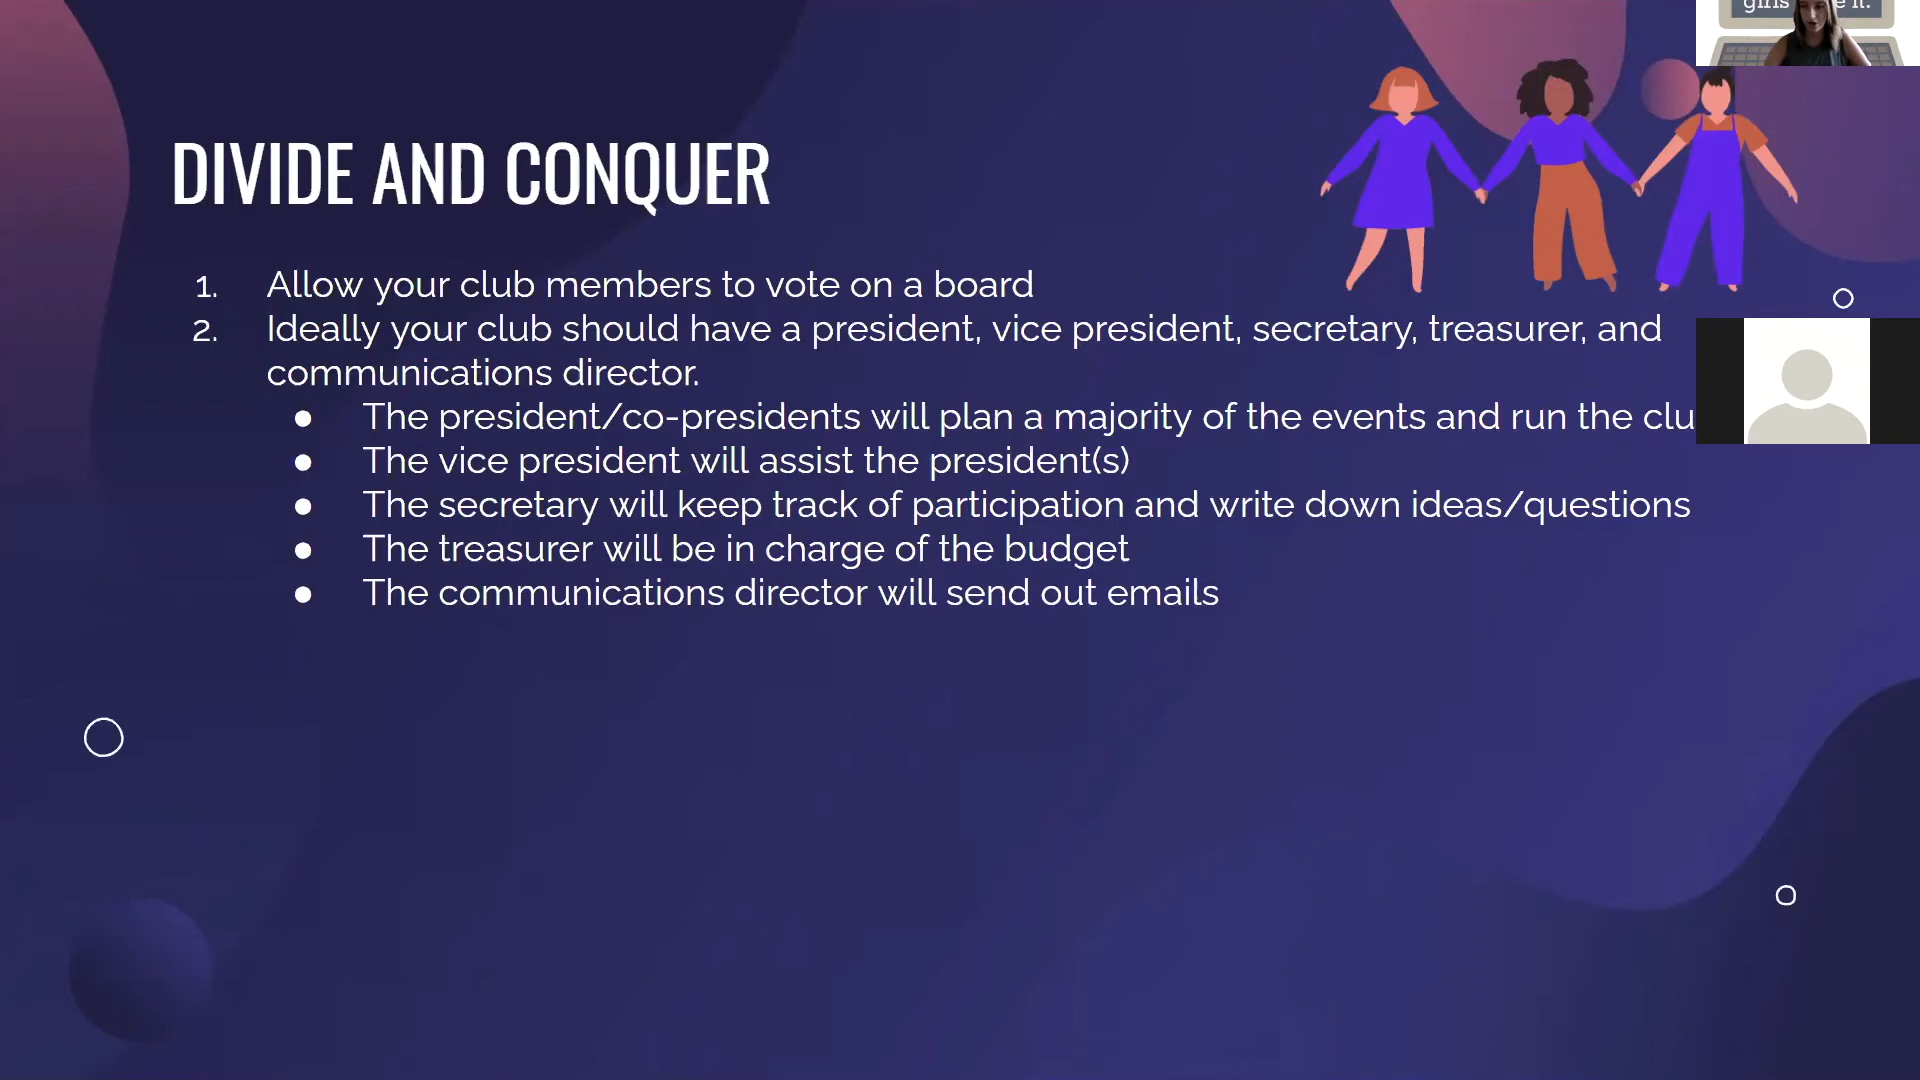 girls
it.
DIVIDE AND CONQUER
1. Allow your club members to vote on a board
2. Ideally your club should have a president, vice president, secretary, treasurer, and
communications director.
● The president/co-presidents will plan a majority of the events and run the
● The vice president will assist the president(s)
● The secretary will keep track of participation and write down ideas/questions
● The treasurer will be in charge of the budget
● The communications director will send out emails